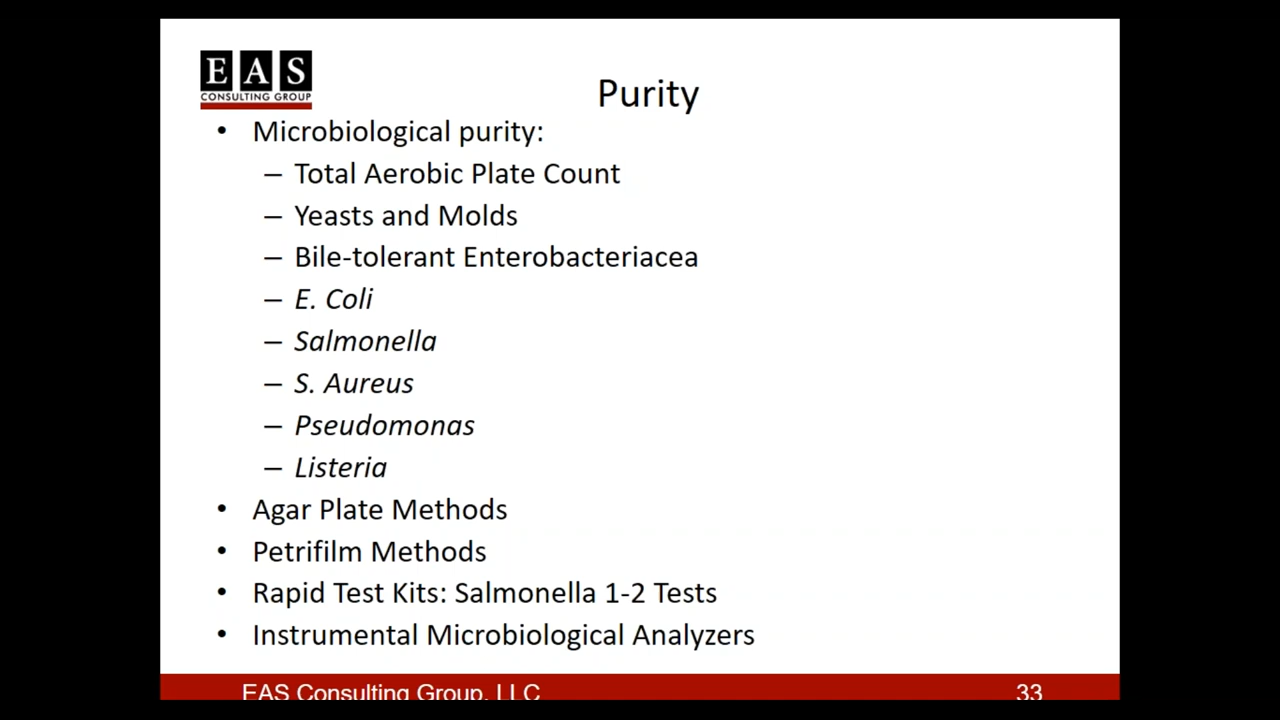 EAS
CONSULTING GROUP
Purity
• Microbiological purity:
– Total Aerobic Plate Count
– Yeasts and Molds
– Bile-tolerant Enterobacteriacea
– E. Coli
– Salmonella
– S. Aureus
– Pseudomonas
– Listeria
• Agar Plate Methods
• Petrifilm Methods
• Rapid Test Kits: Salmonella 1-2 Tests
• Instrumental Microbiological Analyzers
EAS Consulting Group, LLC 33